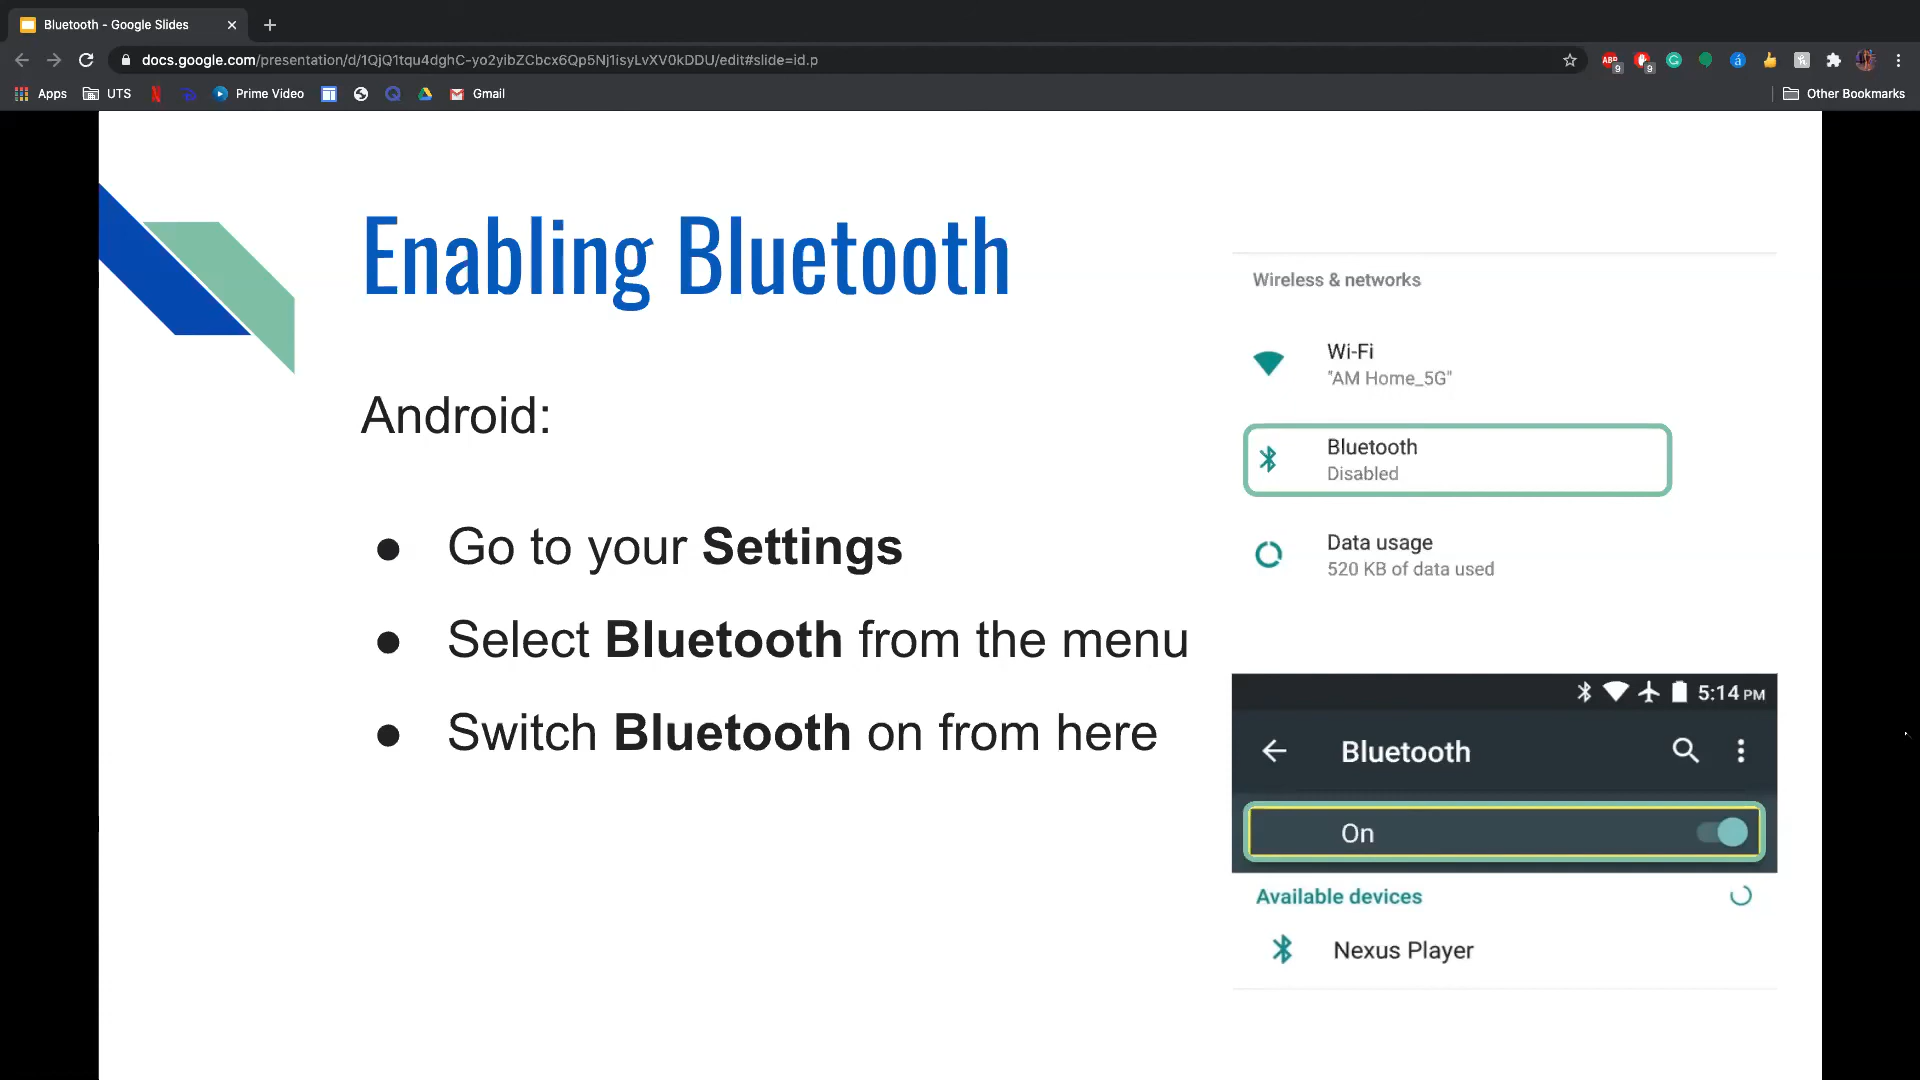 Bluetooth - Google Slides
docs.google.com/presentation/d/1QjQ1tqu4dghC-yo2yibZCbcx6Qp5Nj1isyLvXV0kDDU/edit#slide=id.p
ABP 9 9
Apps UTS Prime Video Gmail Other Bookmarks
Enabling Bluetooth
Android:
● Go to your Settings
● Select Bluetooth from the menu
● Switch Bluetooth on from here
Wireless & networks
Wi-Fi
"AM Home_5G"
Bluetooth
Disabled
Data usage
520 KB of data used
5:14 PM
Bluetooth
On
Available devices
Nexus Player